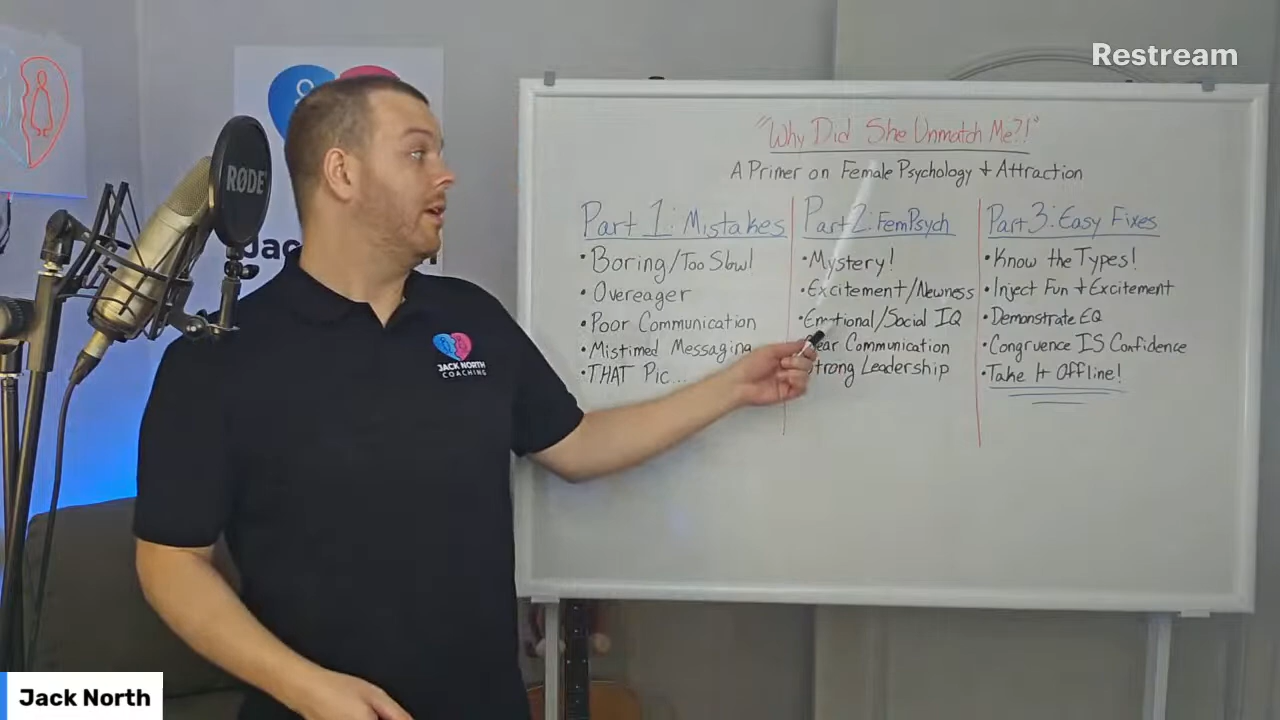 Restream
"Why Did She Unmatch Me?!"
A Primer on Female Psychology + Attraction
Part 1: Mistakes
• Boring/Too Slow!
• Overeager
• Poor Communication
• Mistimed Messaging
• THAT Pic...
Part 2: FemPsych
• Mystery!
• Excitement/Newness
• Emotional/Social IQ
Communication
Leadership
Part 3: Easy Fixes
• Know the Types!
• Inject Fun + Excitement
• Demonstrate EQ
• Congruence IS Confidence
• Take It Offline!
RØDE
JACK NORTH
COACHING
Jack North